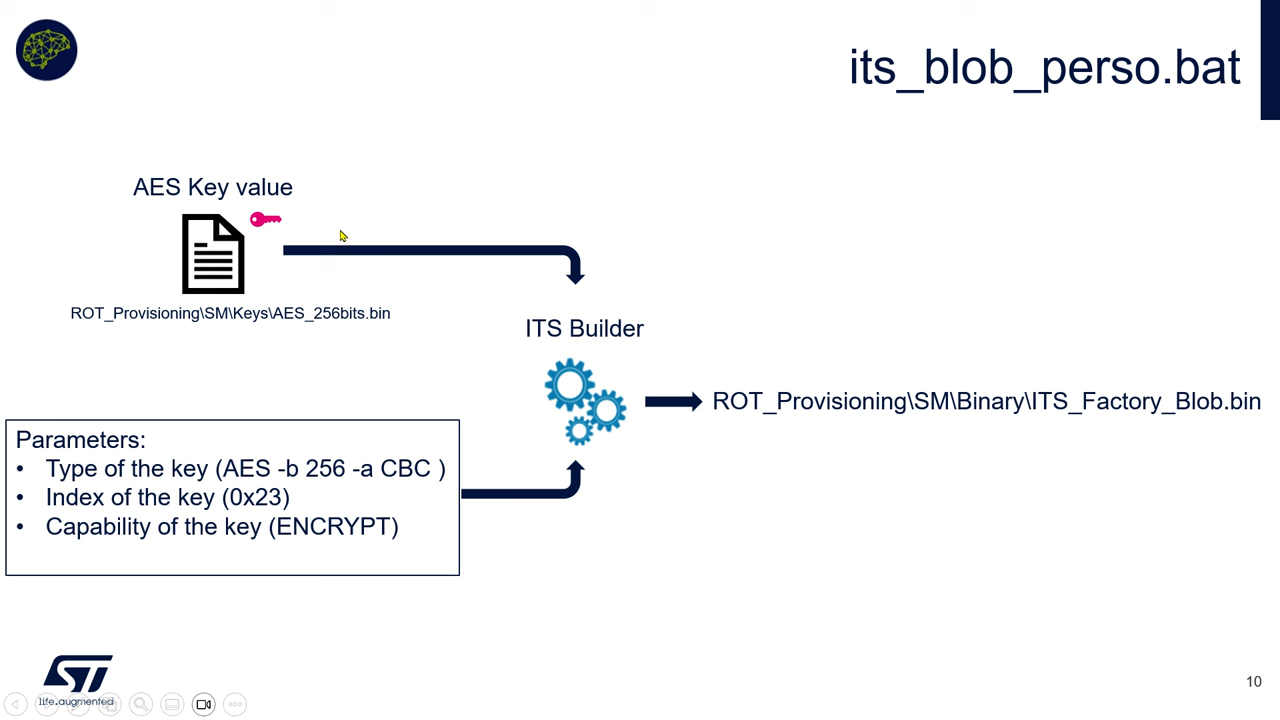 its_blob_perso.bat
AES Key value
ROT_Provisioning\SM\Keys\AES_256bits.bin
ITS Builder
ROT_Provisioning\SM\Binary\ITS_Factory_Blob.bin
Parameters:
• Type of the key (AES -b 256 -a CBC )
• Index of the key (0x23)
• Capability of the key (ENCRYPT)
ST
life.augmented
10